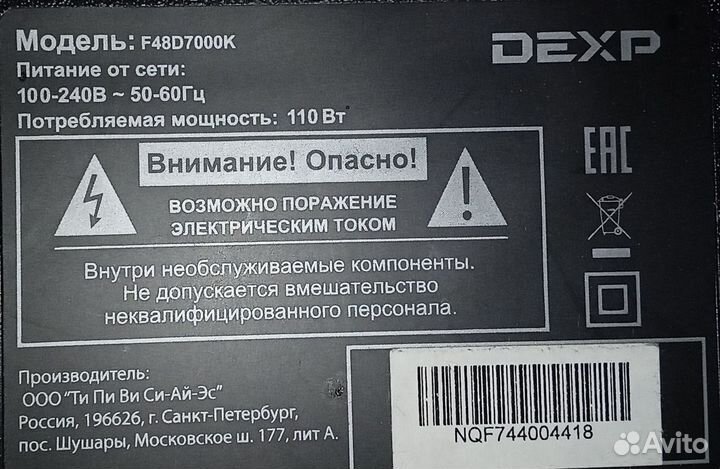 Модель: F48D7000K
DEXP
Питание от сети:
100-240В ~ 50-60Гц
Потребляемая мощность: 110 Вт
Внимание! Опасно!
ВОЗМОЖНО ПОРАЖЕНИЕ
ЭЛЕКТРИЧЕСКИМ ТОКОМ
Внутри необслуживаемые компоненты.
Не допускается вмешательство
неквалифицированного персонала.
EAC
Производитель:
ООО "Ти Пи Ви Си-Ай-Эс"
Россия, 196626, г. Санкт-Петербург,
пос. Шушары, Московское ш. 177, лит А.
NQF744004418
Avito